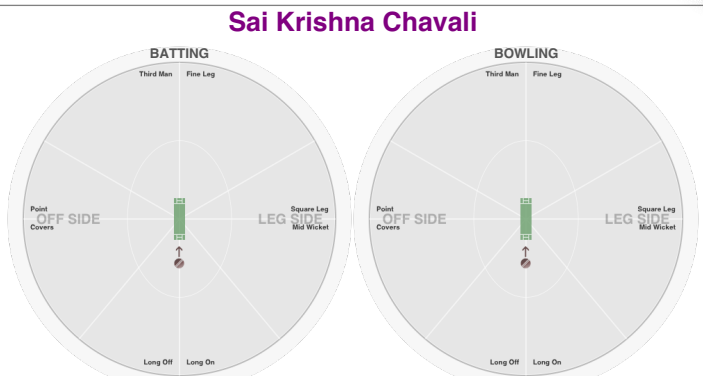 Sai Krishna Chavali
BATTING
Third Man
Fine Leg
Point
OFF SIDE
Covers
Square Leg
LEG SIDE
Mid Wicket
Long Off
Long On
BOWLING
Third Man
Fine Leg
Point
OFF SIDE
Covers
Square Leg
LEG SIDE
Mid Wicket
Long Off
Long On